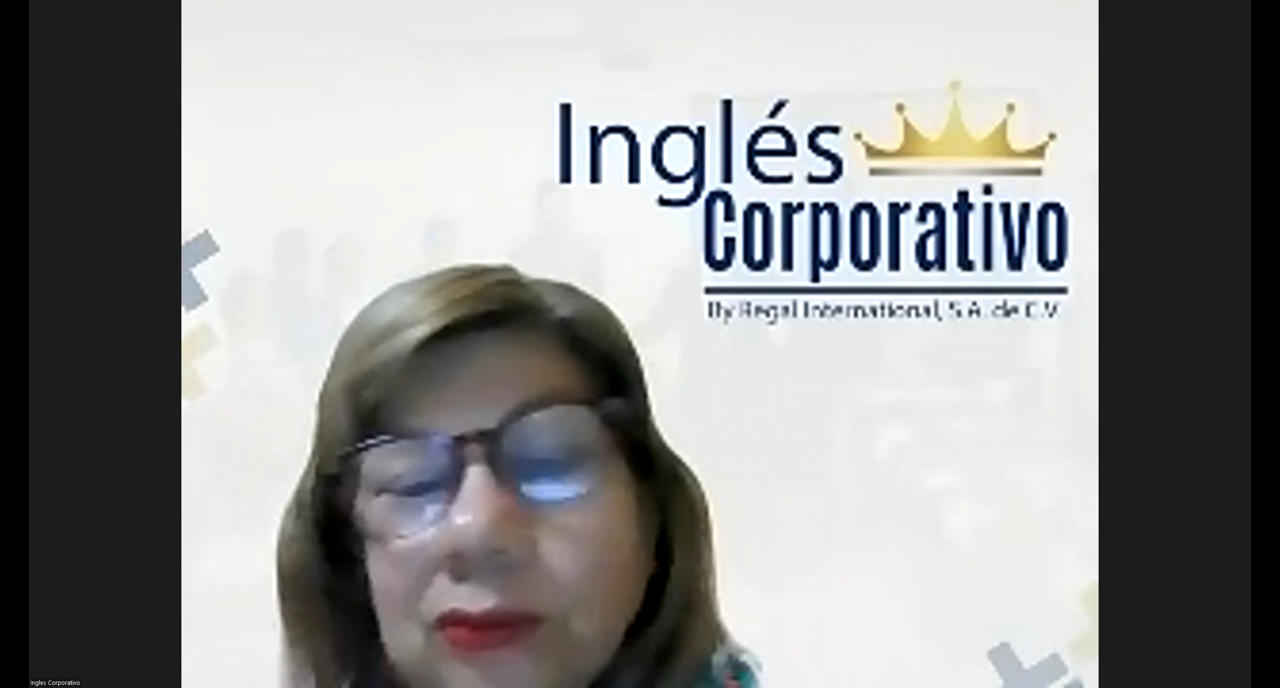 Inglés
Corporativo
By Regal International, S.A. de C.V.
Ingles Corporativo